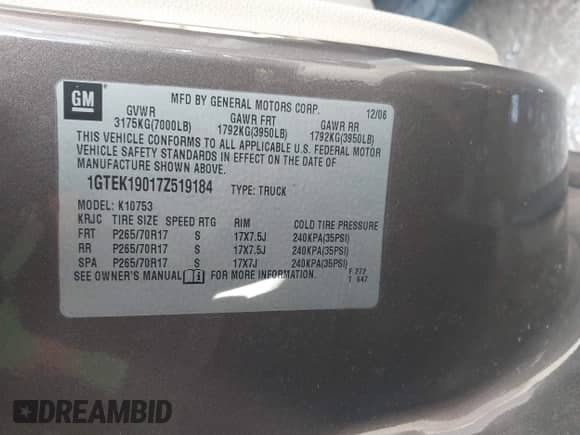 GM
MFD BY GENERAL MOTORS CORP. 12/06
GVWR GAWR FRT GAWR RR
3175KG(7000LB) 1792KG(3950LB) 1792KG(3950LB)
THIS VEHICLE CONFORMS TO ALL APPLICABLE U.S. FEDERAL MOTOR
VEHICLE SAFETY STANDARDS IN EFFECT ON THE DATE OF
MANUFACTURE SHOWN ABOVE.
1GTEK19017Z519184 TYPE: TRUCK
MODEL: K10753
KRJC TIRE SIZE SPEED RTG RIM COLD TIRE PRESSURE
FRT P265/70R17 S 17X7.5J 240KPA(35PSI)
RR P265/70R17 S 17X7.5J 240KPA(35PSI)
SPA P265/70R17 S 17X7J 240KPA(35PSI)
SEE OWNER'S MANUAL FOR MORE INFORMATION.
F 272
T 647
DREAMBID